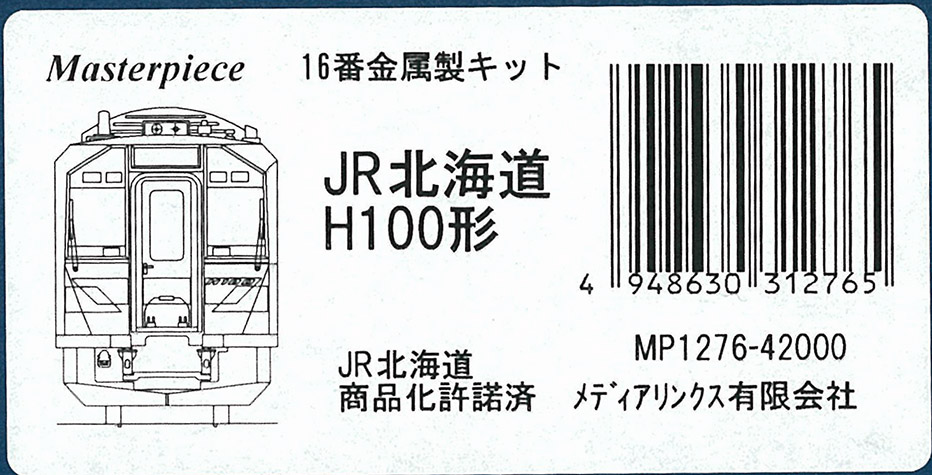 Masterpiece 16番金属製キット
JR北海道
H100形
H100
4 948630 312765
JR北海道
商品化許諾済
MP1276-42000
メディアリンクス有限会社